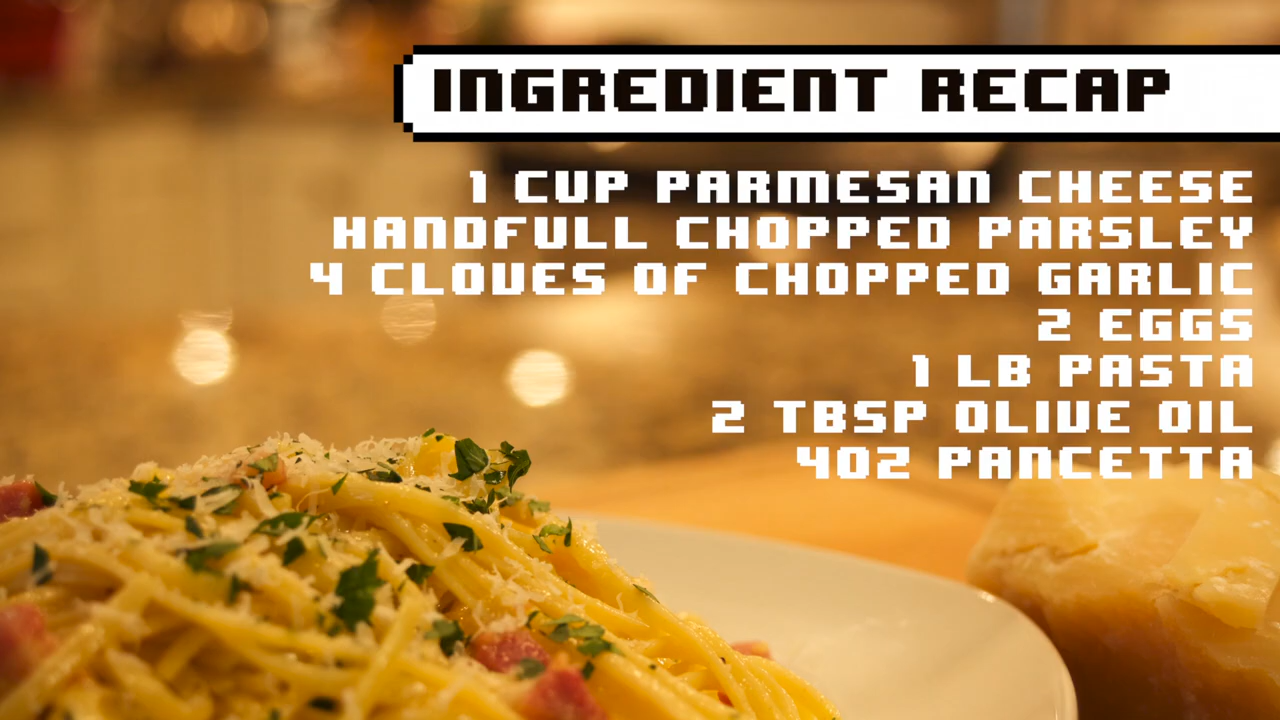 INGREDIENT RECAP
1 CUP PARMESAN CHEESE
HANDFULL CHOPPED PARSLEY
4 CLOVES OF CHOPPED GARLIC
2 EGGS
1 LB PASTA
2 TBSP OLIVE OIL
4OZ PANCETTA